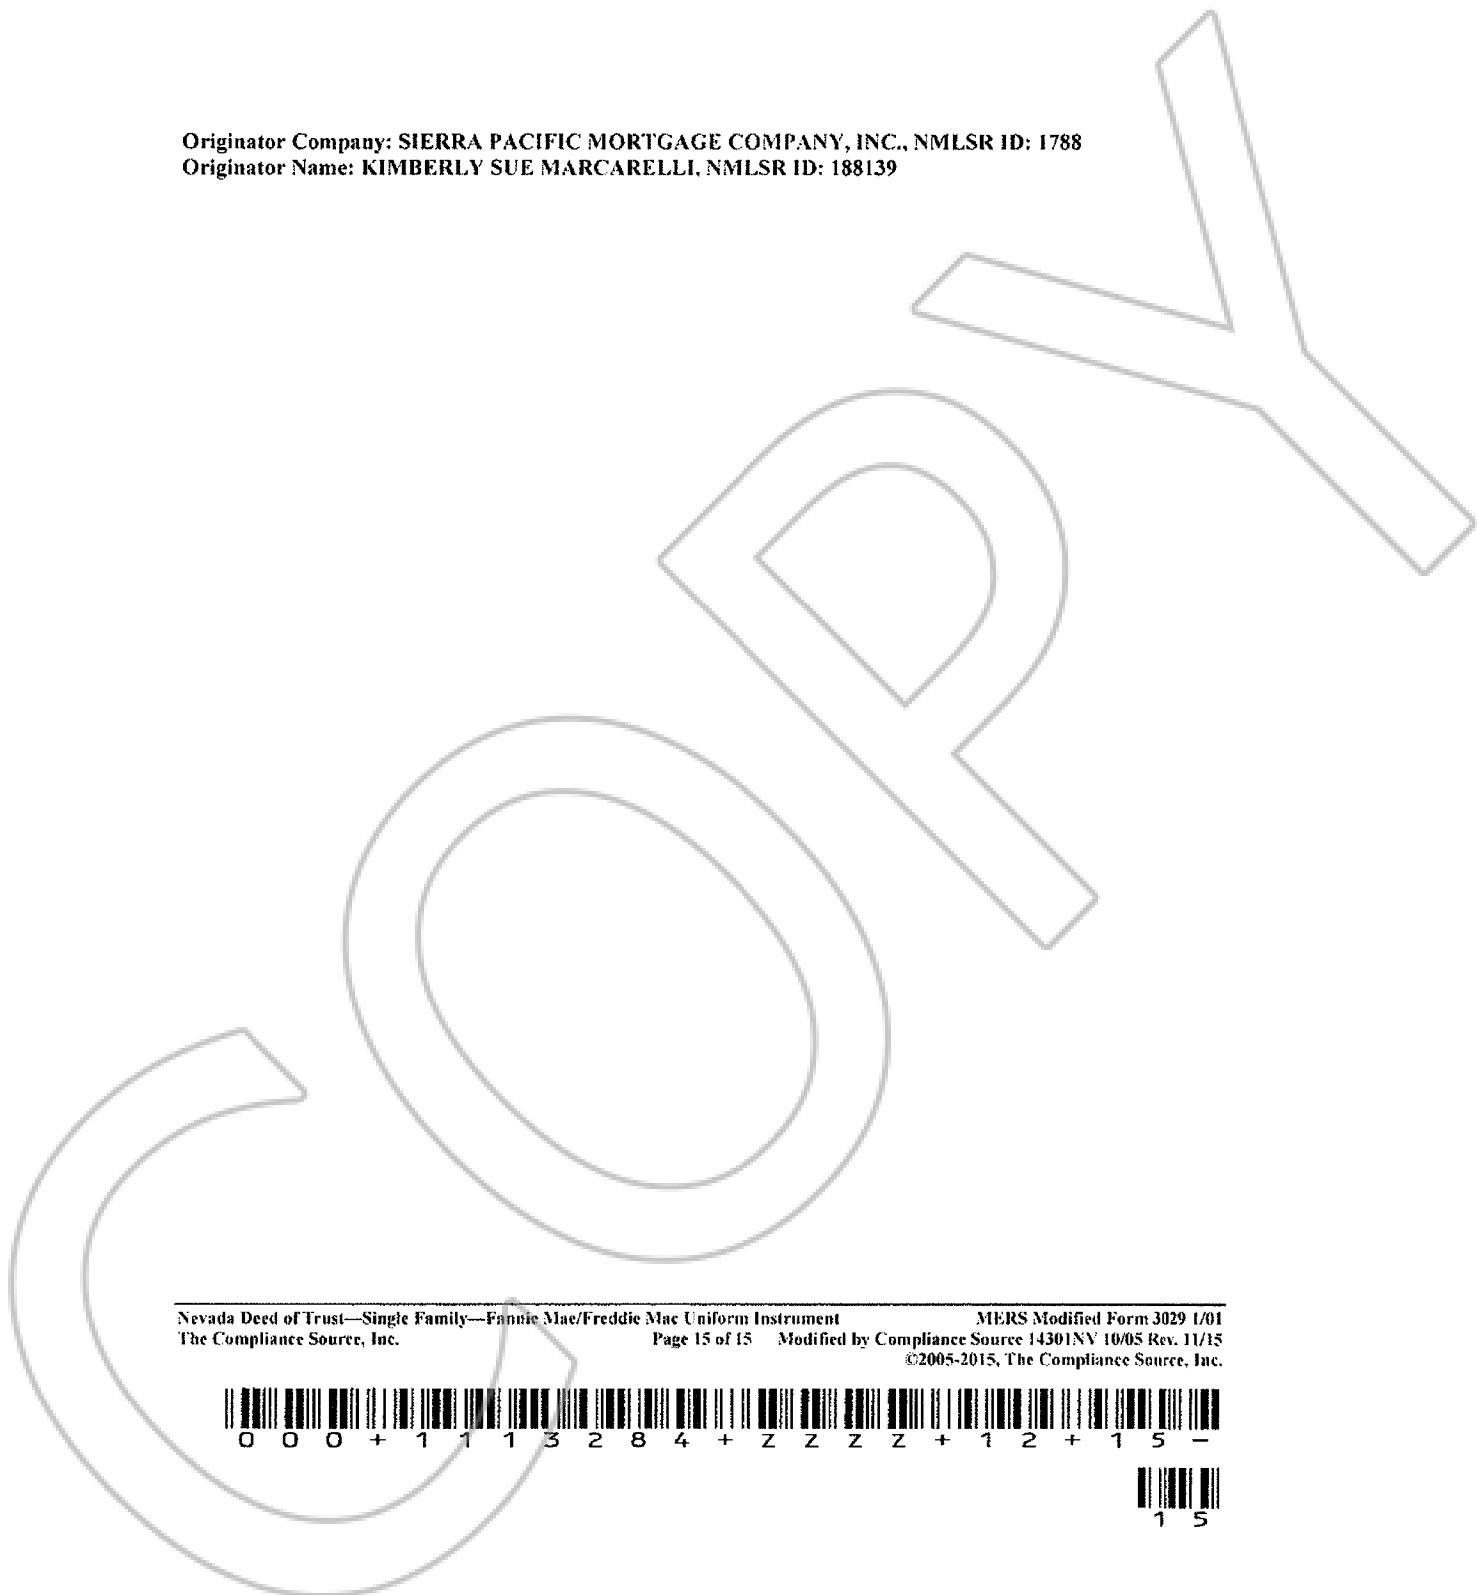 Originator Company: SIERRA PACIFIC MORTGAGE COMPANY, INC., NMLSR ID: 1788
Originator Name: KIMBERLY SUE MARCARELLI, NMLSR ID: 188139
COPY
Nevada Deed of Trust—Single Family—Fannie Mae/Freddie Mac Uniform Instrument MERS Modified Form 3029 1/01
The Compliance Source, Inc. Page 15 of 15 Modified by Compliance Source 14301NV 10/05 Rev. 11/15
©2005-2015, The Compliance Source, Inc.
000+1113284+ZZZZ+12+15-
15